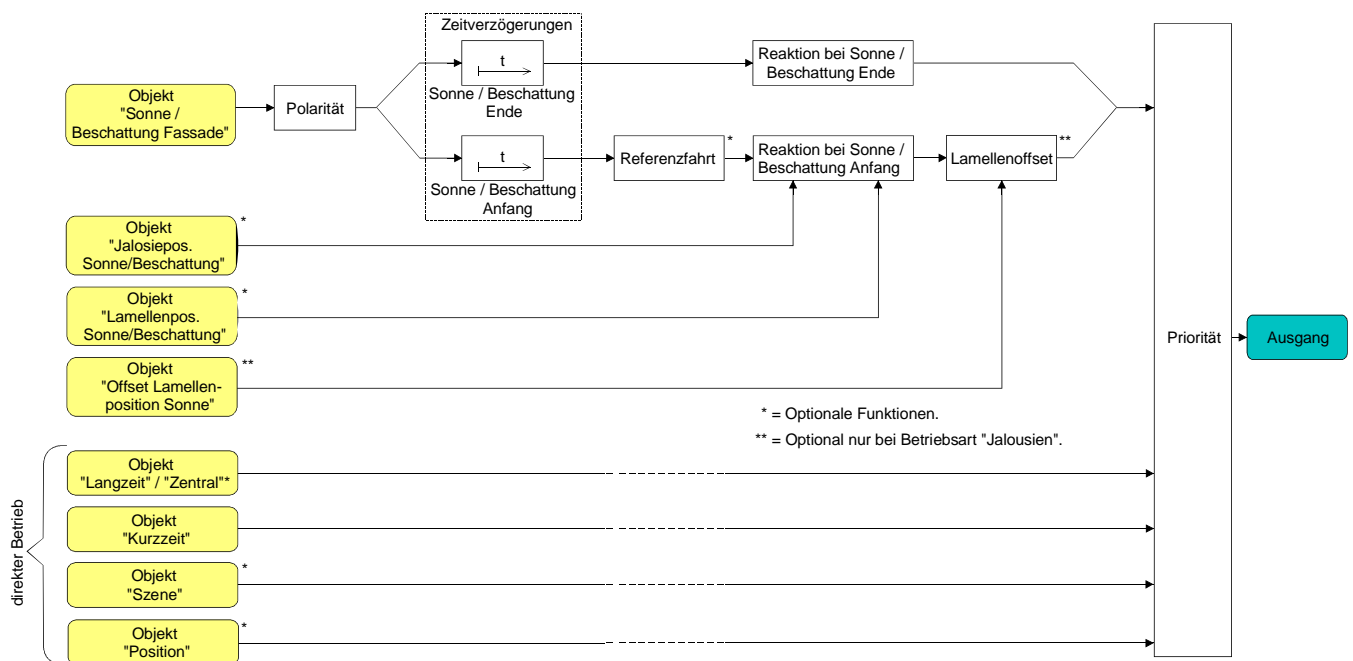 Zeitverzögerungen
t
Sonne / Beschattung
Ende
Reaktion bei Sonne /
Beschattung Ende
Objekt
"Sonne /
Beschattung Fassade"
Polarität
t
Sonne / Beschattung
Anfang
Referenzfahrt
*
Reaktion bei Sonne /
Beschattung Anfang
Lamellenoffset
**
Objekt
"Jalosiepos.
Sonne/Beschattung"
*
Objekt
"Lamellenpos.
Sonne/Beschattung"
*
Objekt
"Offset Lamellen-
position Sonne"
**
Priorität
Ausgang
* = Optionale Funktionen.
** = Optional nur bei Betriebsart "Jalousien".
direkter Betrieb
Objekt
"Langzeit" / "Zentral"*
Objekt
"Kurzzeit"
Objekt
"Szene"
*
Objekt
"Position"
*